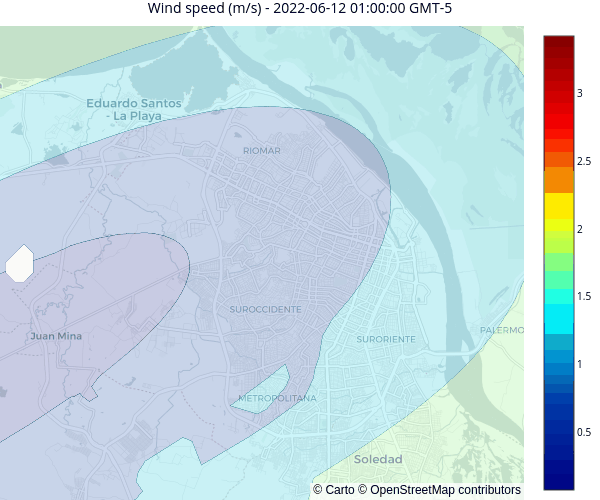 Wind speed (m/s) - 2022-06-12 01:00:00 GMT-5
Eduardo Santos
- La Playa
RIOMAR
SUROCCIDENTE
Juan Mina
SURORIENTE
PALERMO
METROPOLITANA
Soledad
© Carto © OpenStreetMap contributors
3
2.5
2
1.5
1
0.5